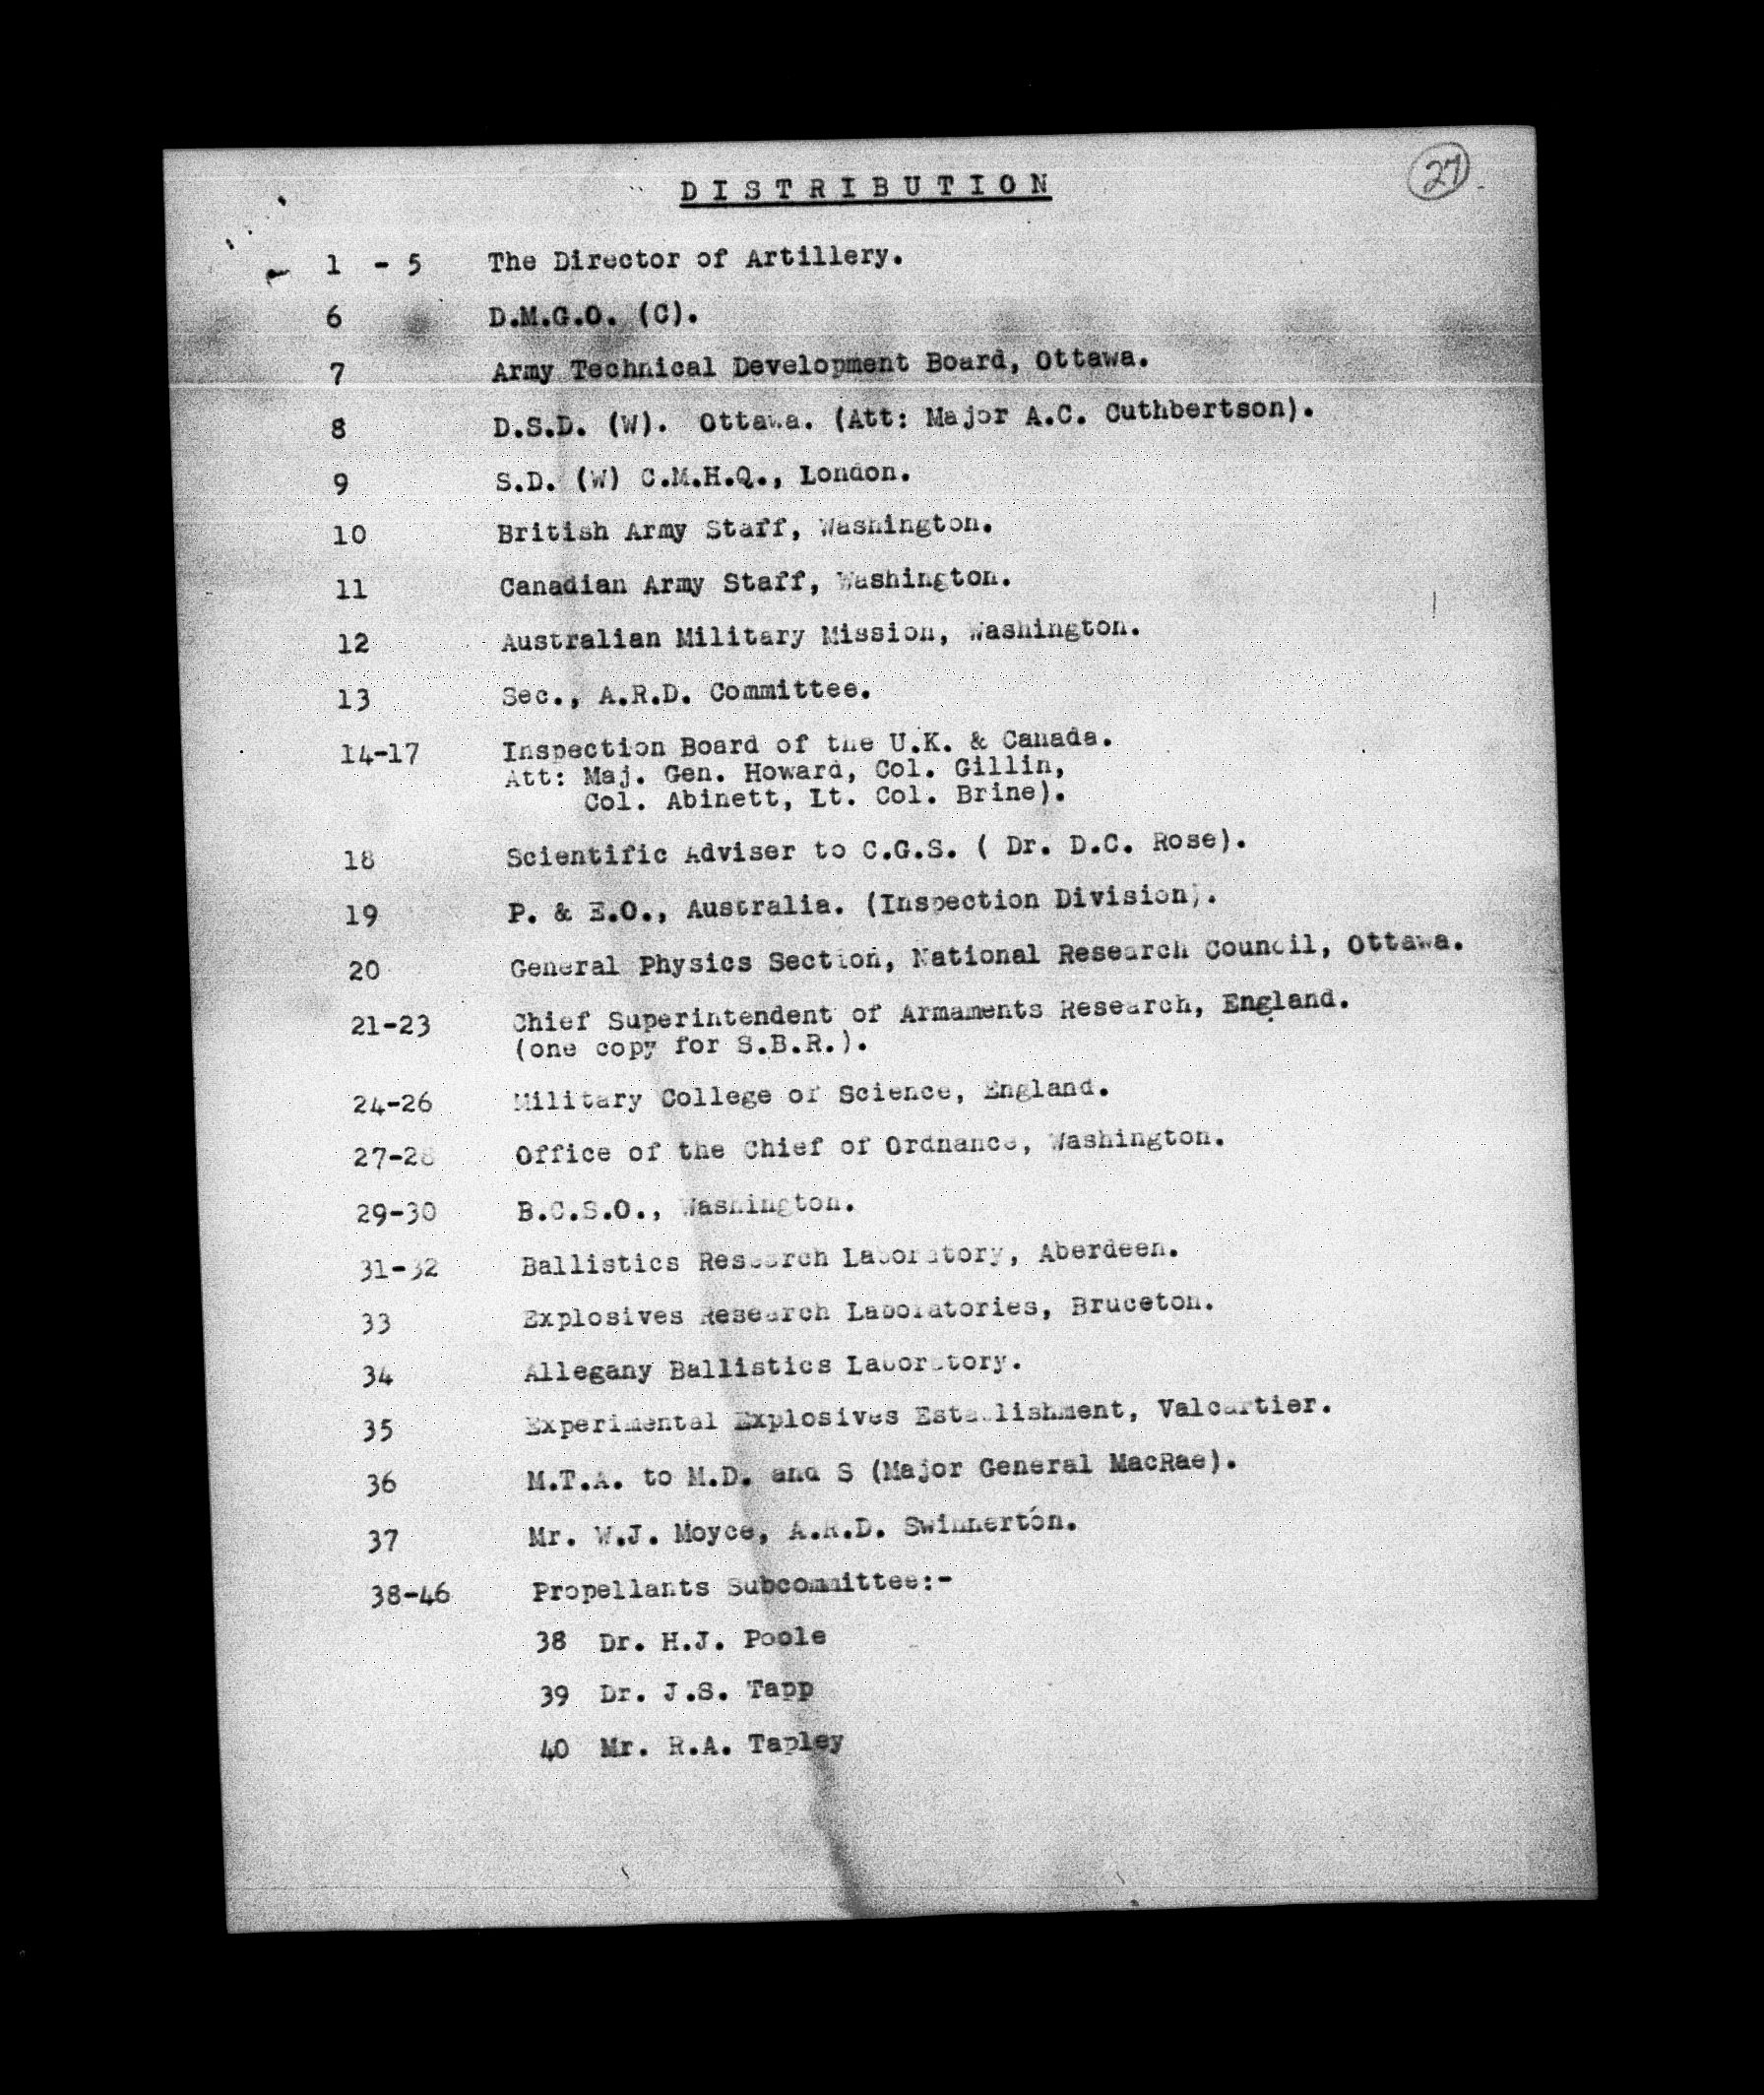 27
DISTRIBUTION
1 - 5 The Director of Artillery.
6 D.M.G.O. (C).
7 Army Technical Development Board, Ottawa.
8 D.S.D. (W). Ottawa. (Att: Major A.C. Cuthbertson).
9 S.D. (W) C.M.H.Q., London.
10 British Army Staff, Washington.
11 Canadian Army Staff, Washington.
12 Australian Military Mission, Washington.
13 Sec., A.R.D. Committee.
14-17 Inspection Board of the U.K. & Canada.
Att: Maj. Gen. Howard, Col. Gillin,
Col. Abinett, Lt. Col. Brine).
18 Scientific Adviser to C.G.S. ( Dr. D.C. Rose).
19 P. & E.O., Australia. (Inspection Division).
20 General Physics Section, National Research Council, Ottawa.
21-23 Chief Superintendent of Armaments Research, England.
(one copy for S.B.R.).
24-26 Military College of Science, England.
27-28 Office of the Chief of Ordnance, Washington.
29-30 B.C.S.O., Washington.
31-32 Ballistics Research Laboratory, Aberdeen.
33 Explosives Research Laboratories, Bruceton.
34 Allegany Ballistics Laboratory.
35 Experimental Explosives Establishment, Valcartier.
36 M.T.A. to M.D. and S (Major General MacRae).
37 Mr. W.J. Moyce, A.R.D. Swinnerton.
38-46 Propellants Subcommittee:-
38 Dr. H.J. Poole
39 Dr. J.S. Tapp
40 Mr. R.A. Tapley